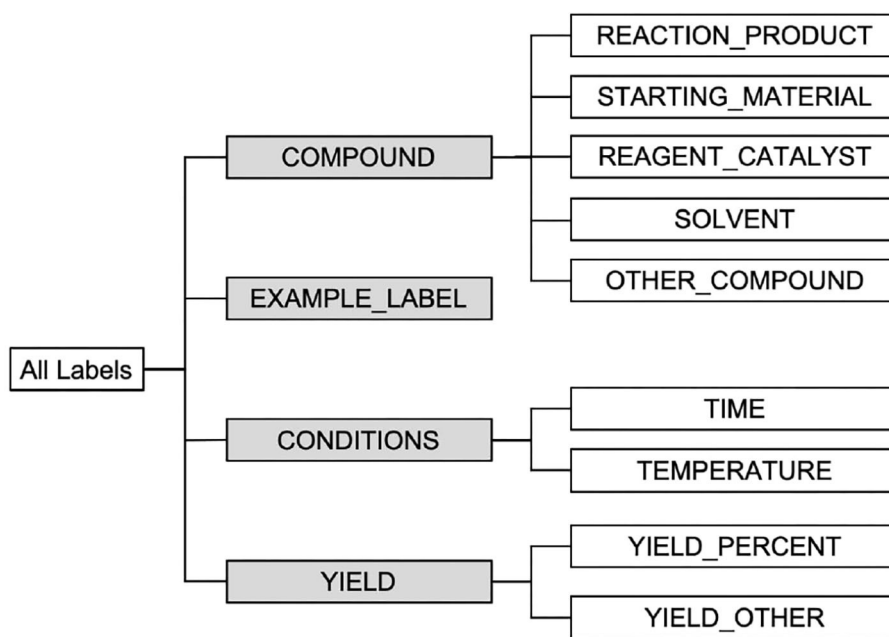 REACTION_PRODUCT
STARTING_MATERIAL
COMPOUND
REAGENT_CATALYST
SOLVENT
OTHER_COMPOUND
EXAMPLE_LABEL
All Labels
TIME
CONDITIONS
TEMPERATURE
YIELD_PERCENT
YIELD
YIELD_OTHER